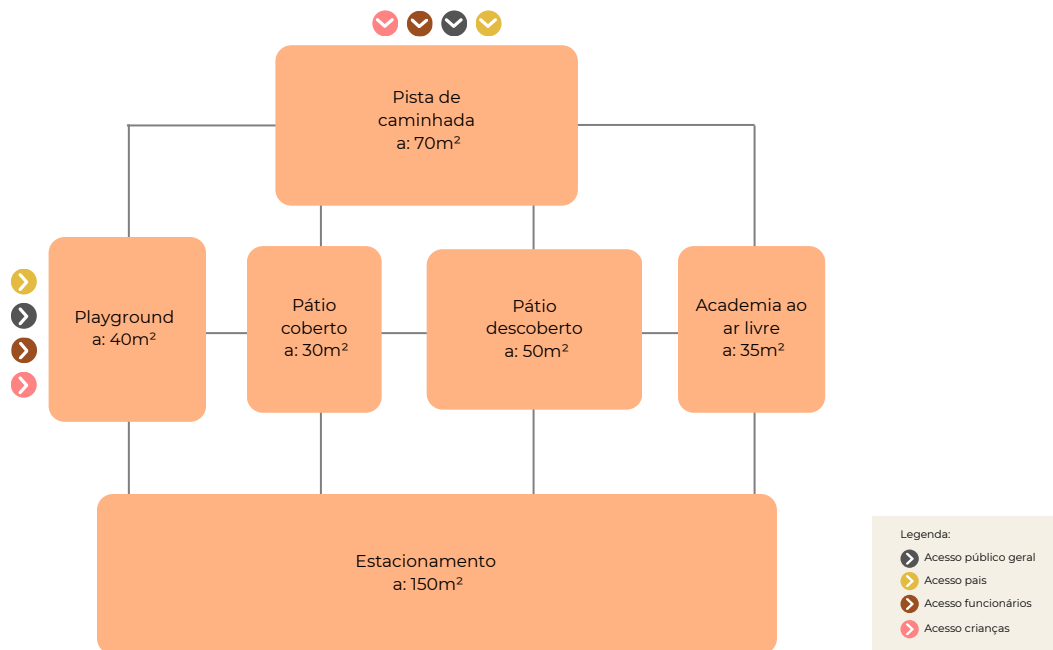 Pista de
caminhada
a: 70m²
Playground
a: 40m²
Pátio
coberto
a: 30m²
Pátio
descoberto
a: 50m²
Academia ao
ar livre
a: 35m²
Estacionamento
a: 150m²
Legenda:
Acesso público geral
Acesso pais
Acesso funcionários
Acesso crianças